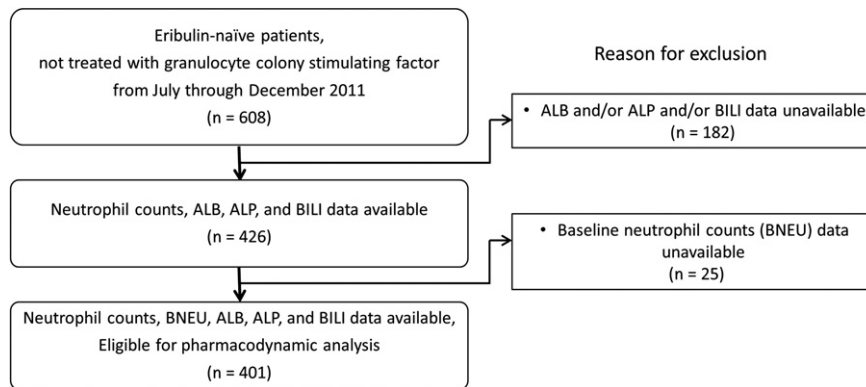 Eribulin-naïve patients,
not treated with granulocyte colony stimulating factor
from July through December 2011
(n = 608)
Reason for exclusion
• ALB and/or ALP and/or BILI data unavailable
(n = 182)
Neutrophil counts, ALB, ALP, and BILI data available
(n = 426)
• Baseline neutrophil counts (BNEU) data
unavailable
(n = 25)
Neutrophil counts, BNEU, ALB, ALP, and BILI data available,
Eligible for pharmacodynamic analysis
(n = 401)